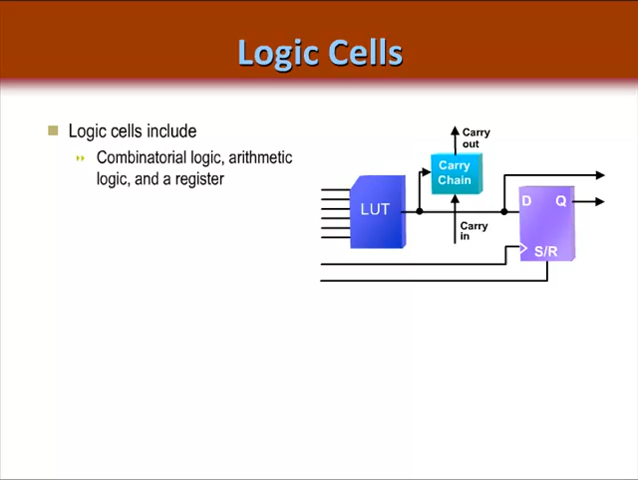 Logic Cells
Logic cells include
Combinatorial logic, arithmetic
logic, and a register
Carry
out
Carry
Chain
LUT
Carry
in
D Q
S/R